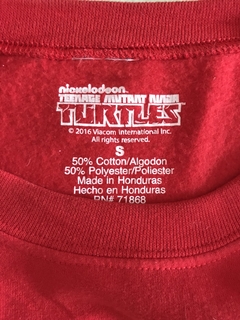 nickelodeon
TEENAGE MUTANT NINJA
TURTLES
© 2016 Viacom International Inc.
All rights reserved.
S
50% Cotton/Algodon
50% Polyester/Poliester
Made in Honduras
Hecho en Honduras
RN# 71868